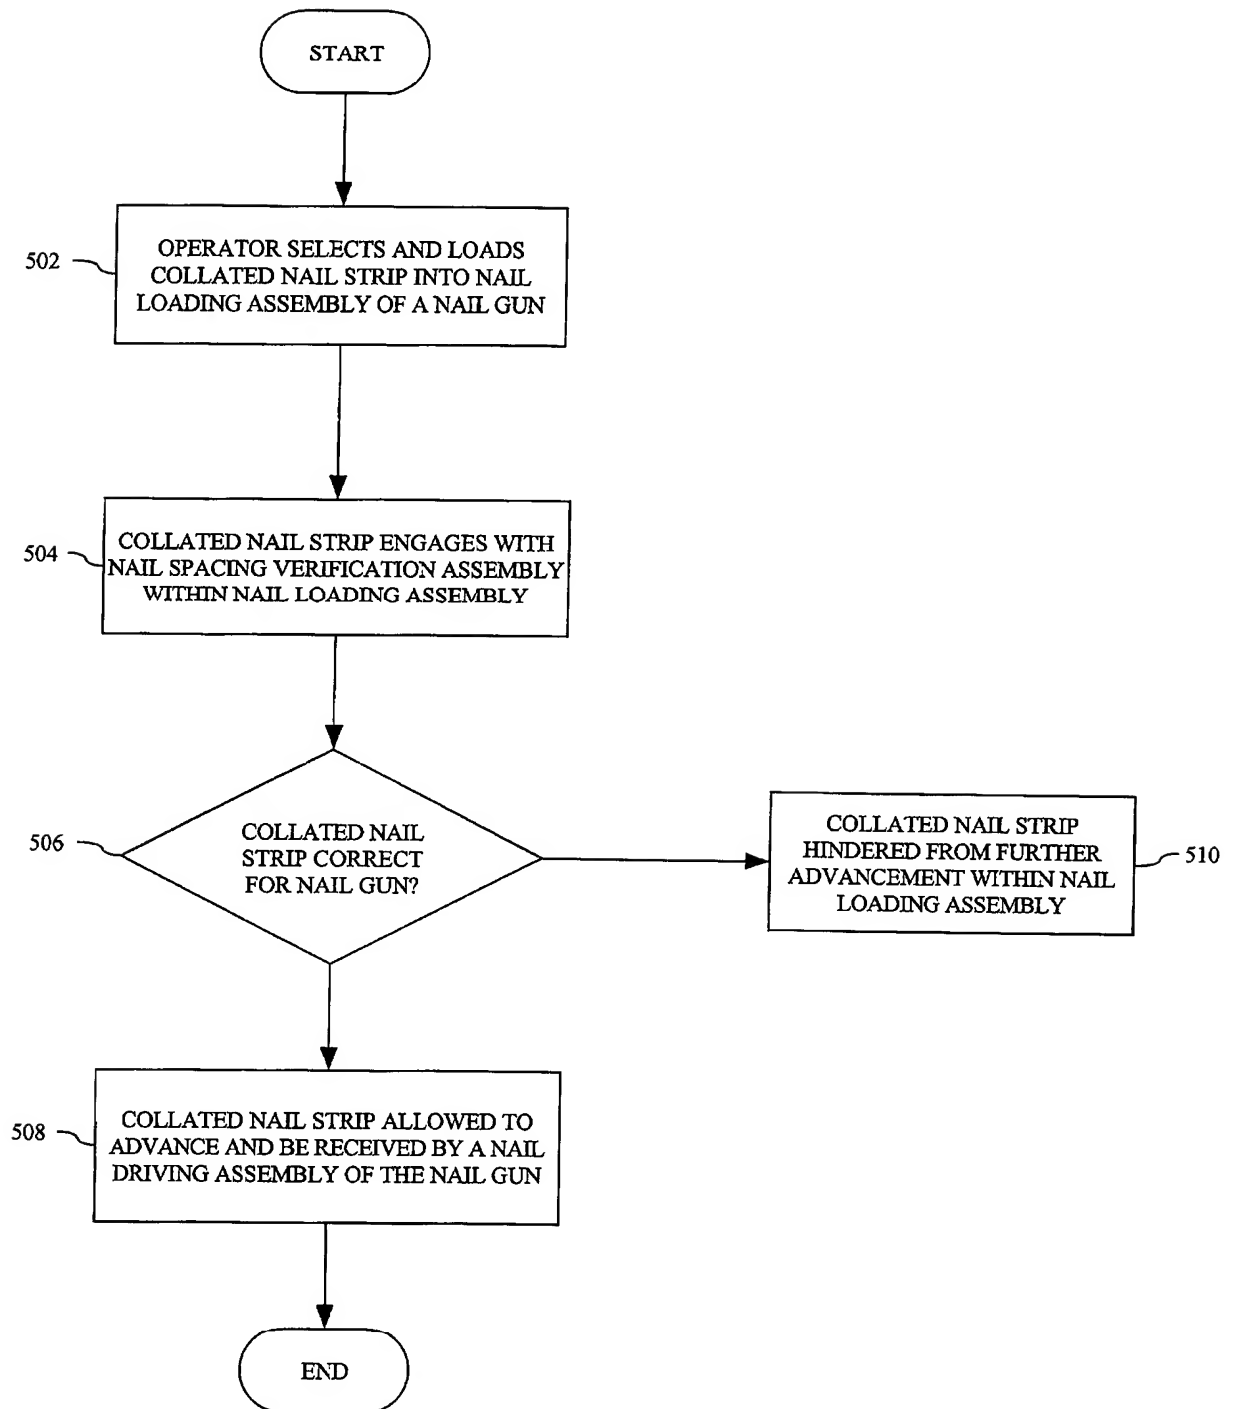 START
502
OPERATOR SELECTS AND LOADS
COLLATED NAIL STRIP INTO NAIL
LOADING ASSEMBLY OF A NAIL GUN
504
COLLATED NAIL STRIP ENGAGES WITH
NAIL SPACING VERIFICATION ASSEMBLY
WITHIN NAIL LOADING ASSEMBLY
506
COLLATED NAIL
STRIP CORRECT
FOR NAIL GUN?
COLLATED NAIL STRIP
HINDERED FROM FURTHER
ADVANCEMENT WITHIN NAIL
LOADING ASSEMBLY
510
508
COLLATED NAIL STRIP ALLOWED TO
ADVANCE AND BE RECEIVED BY A NAIL
DRIVING ASSEMBLY OF THE NAIL GUN
END